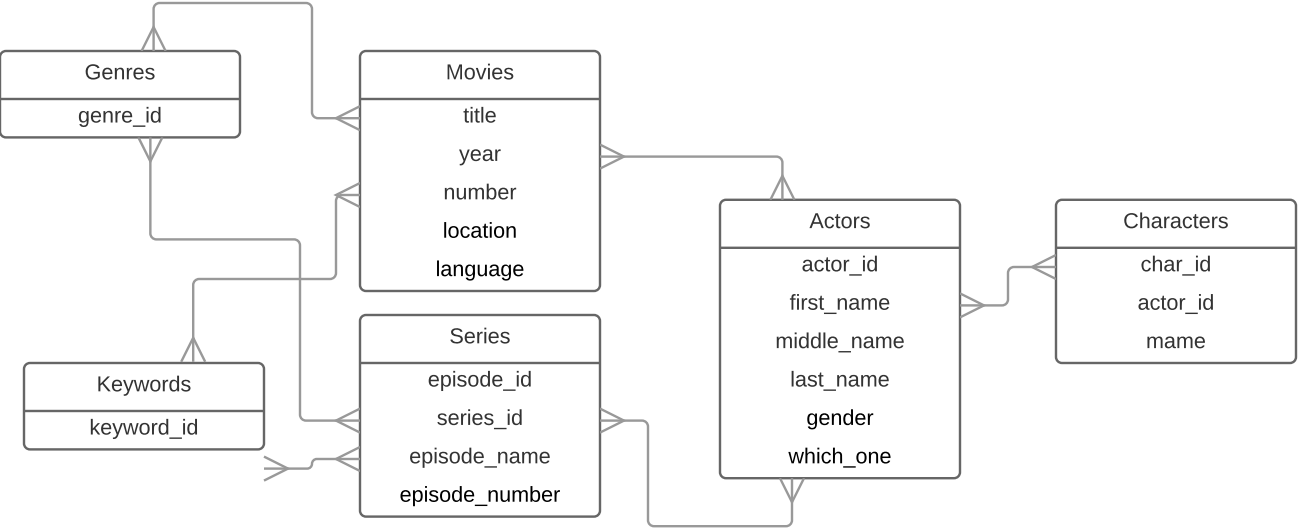 Genres
genre_id
Movies
title
year
number
location
language
Keywords
keyword_id
Series
episode_id
series_id
episode_name
episode_number
Actors
actor_id
first_name
middle_name
last_name
gender
which_one
Characters
char_id
actor_id
mame